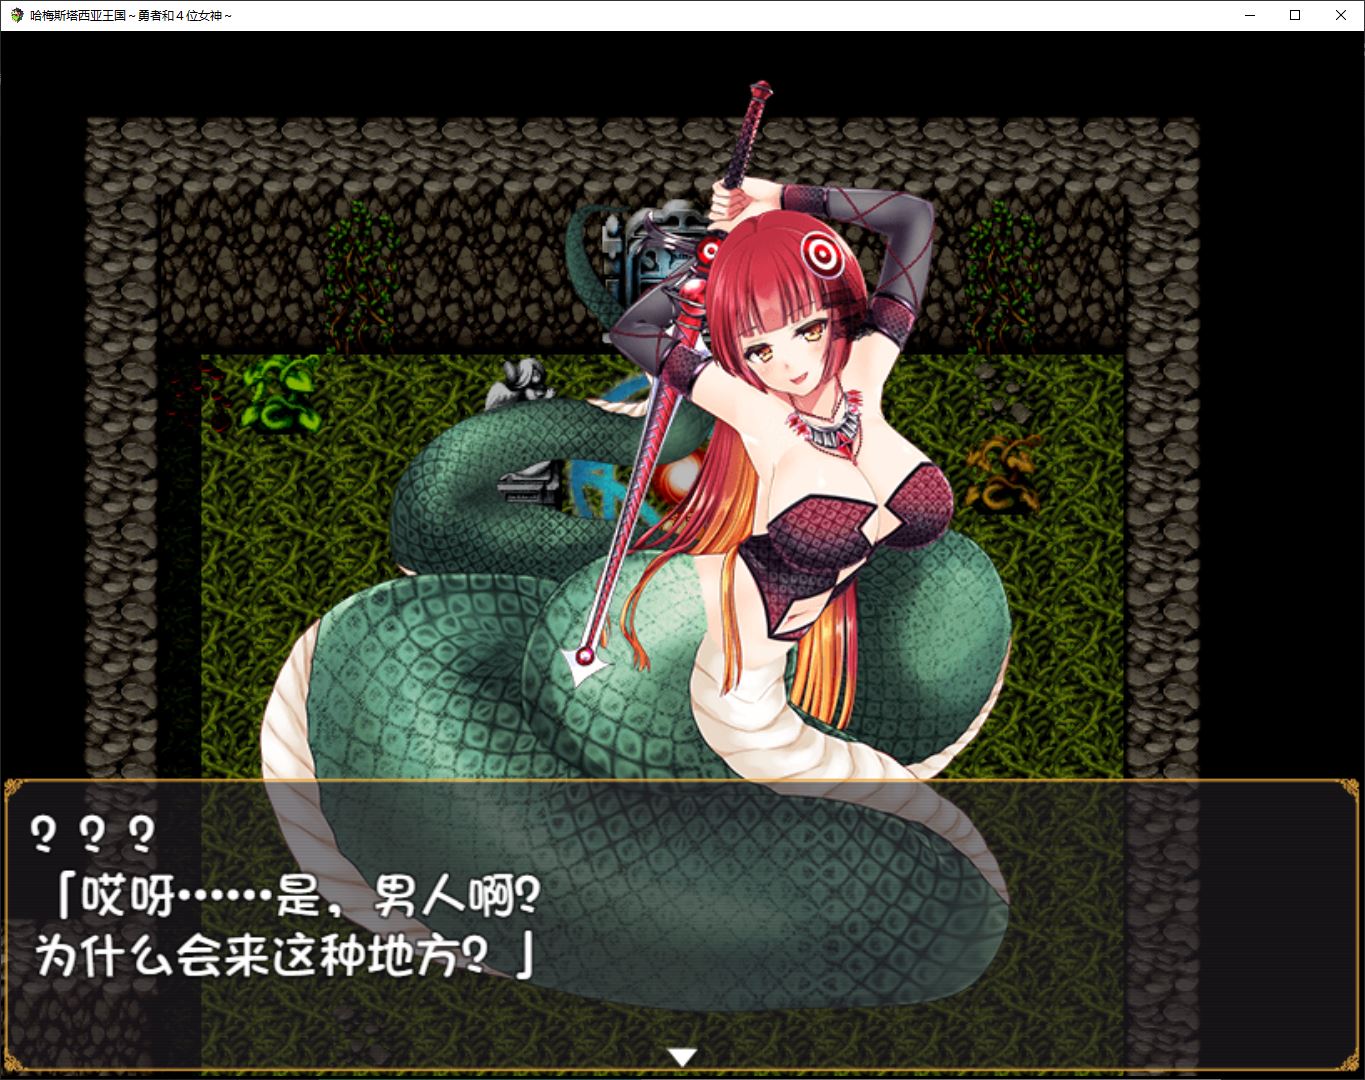 哈梅斯塔西亚王国～勇者和４位女神～
？？？
「哎呀……是，男人啊?
为什么会来这种地方？」